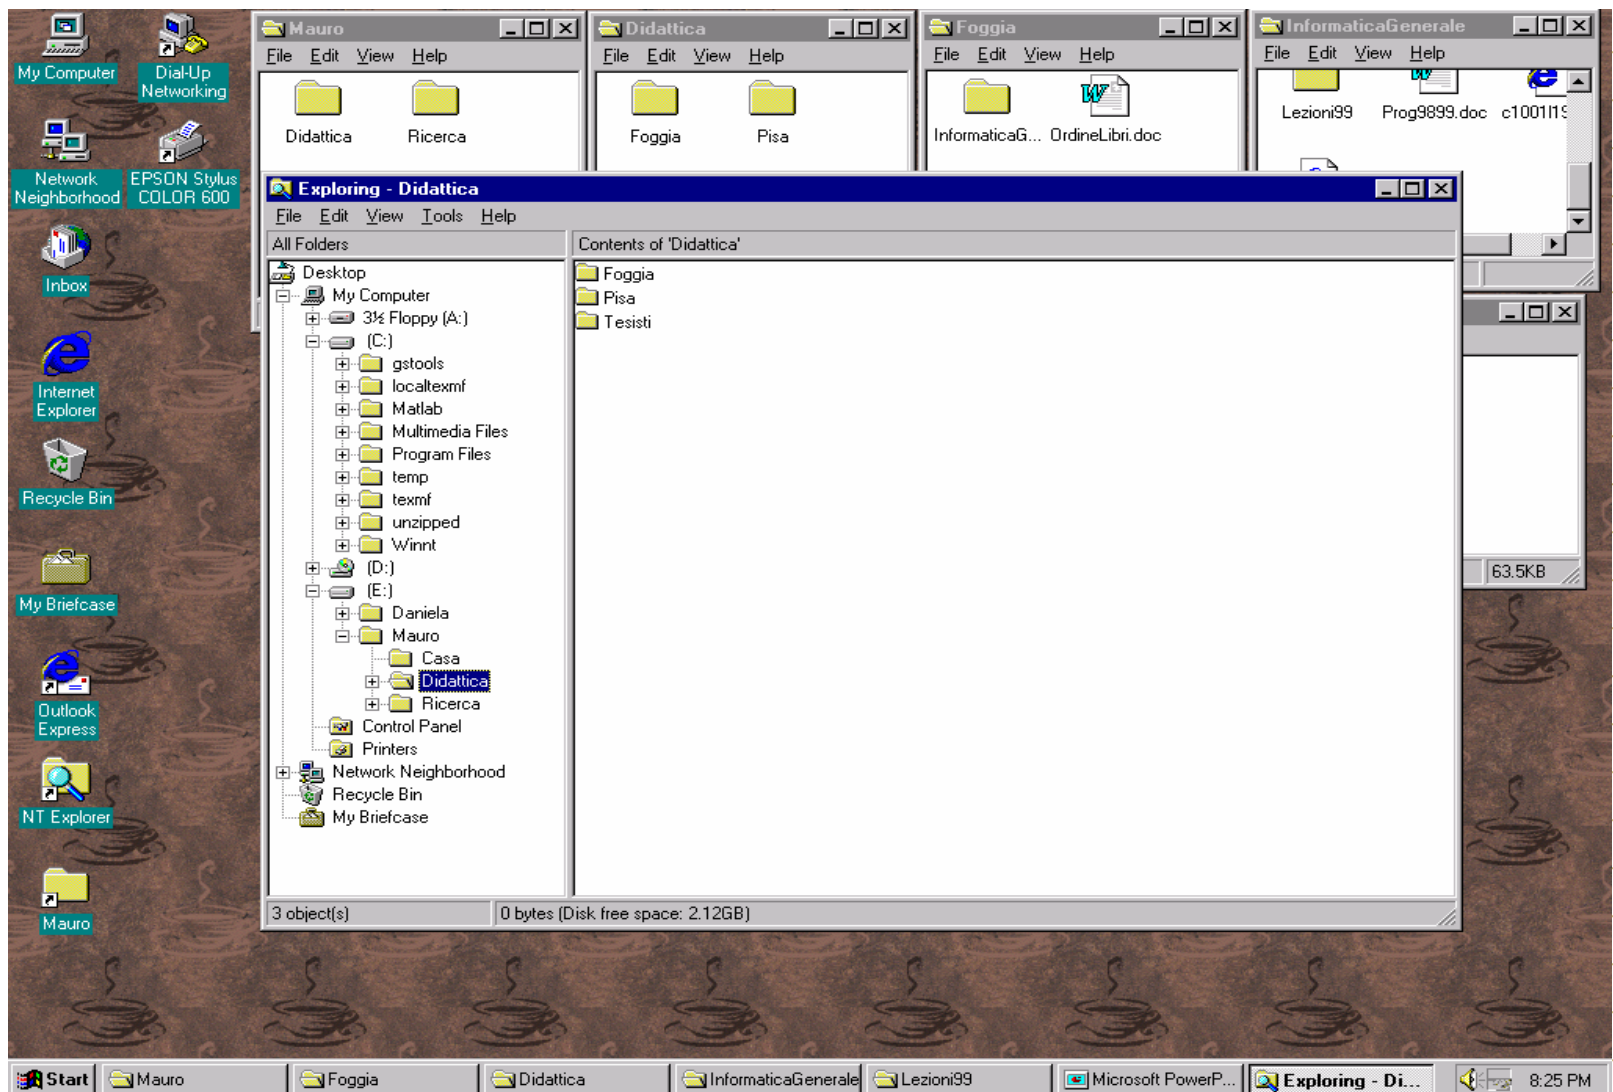 My Computer
Dial-Up
Networking
Network
Neighborhood
EPSON Stylus
COLOR 600
Inbox
Internet
Explorer
Recycle Bin
My Briefcase
Outlook
Express
NT Explorer
Mauro
Mauro
File Edit View Help
Didattica Ricerca
Didattica
File Edit View Help
Foggia Pisa
Foggia
File Edit View Help
InformaticaG... OrdineLibri.doc
InformaticaGenerale
File Edit View Help
Lezioni99 Prog9899.doc c1001l19
Exploring - Didattica
File Edit View Tools Help
All Folders
Contents of 'Didattica'
Desktop
My Computer
3½ Floppy (A:)
(C:)
gstools
localtexmf
Matlab
Multimedia Files
Program Files
temp
texmf
unzipped
Winnt
(D:)
(E:)
Daniela
Mauro
Casa
Didattica
Ricerca
Control Panel
Printers
Network Neighborhood
Recycle Bin
My Briefcase
Foggia
Pisa
Tesisti
3 object(s)
0 bytes (Disk free space: 2.12GB)
63.5KB
Start Mauro Foggia Didattica InformaticaGenerale Lezioni99 Microsoft PowerP... Exploring - Di... 8:25 PM